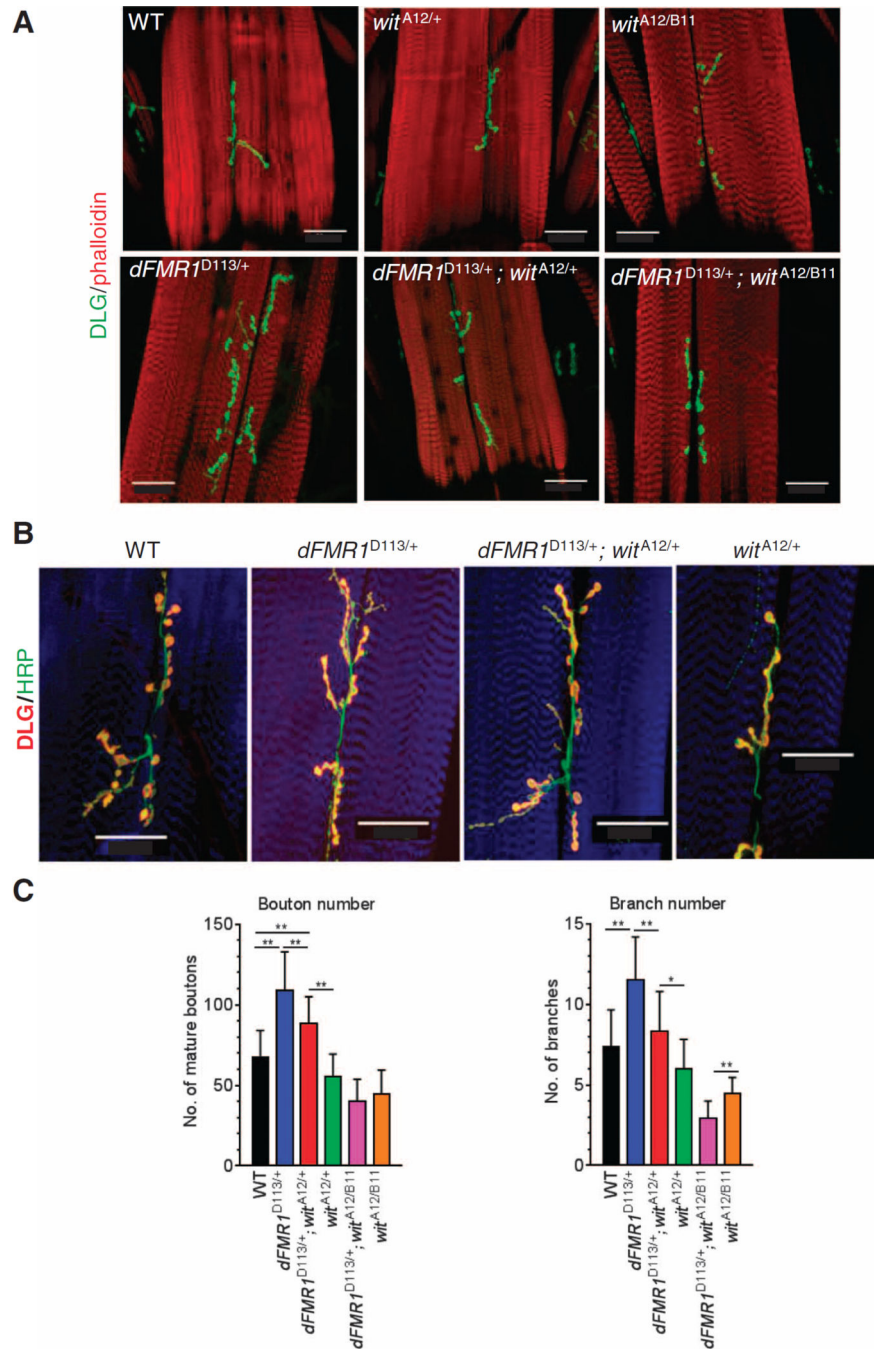 A
WT
wit^A12/+
wit^A12/B11
DLG/phalloidin
dFMR1^D113/+
dFMR1^D113/+; wit^A12/+
dFMR1^D113/+; wit^A12/B11
B
WT
dFMR1^D113/+
dFMR1^D113/+; wit^A12/+
wit^A12/+
DLG/HRP
C
Bouton number
No. of mature boutons
150
100
50
0
**
**
**
**
WT
dFMR1^D113/+
dFMR1^D113/+; wit^A12/+
wit^A12/+
dFMR1^D113/+; wit^A12/B11
wit^A12/B11
Branch number
No. of branches
15
10
5
0
**
**
*
**
WT
dFMR1^D113/+
dFMR1^D113/+; wit^A12/+
wit^A12/+
dFMR1^D113/+; wit^A12/B11
wit^A12/B11